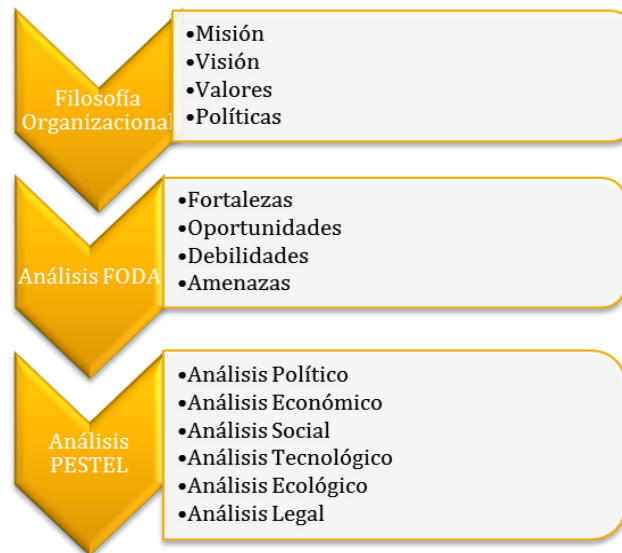 Filosofía
Organizacional
•Misión
•Visión
•Valores
•Políticas
Análisis FODA
•Fortalezas
•Oportunidades
•Debilidades
•Amenazas
Análisis
PESTEL
•Análisis Político
•Análisis Económico
•Análisis Social
•Análisis Tecnológico
•Análisis Ecológico
•Análisis Legal